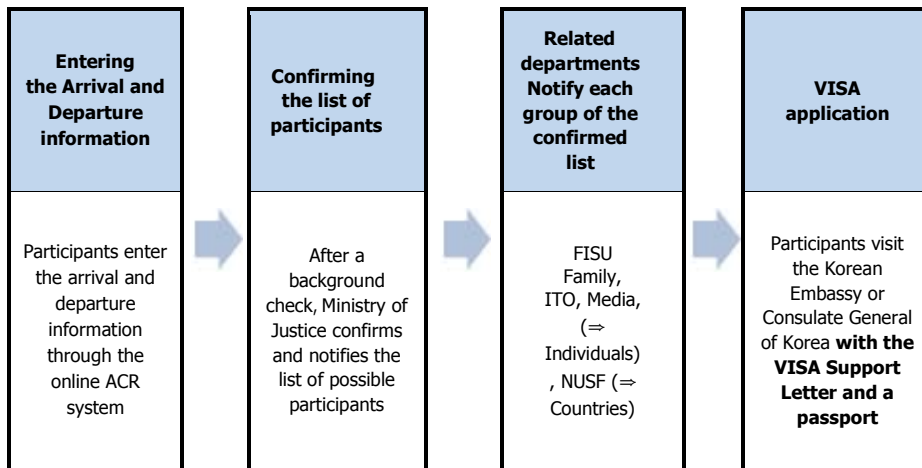 Entering
the Arrival and
Departure
information
Participants enter
the arrival and
departure
information
through the
online ACR
system
Confirming
the list of
participants
After a
background
check, Ministry of
Justice confirms
and notifies the
list of possible
participants
Related
departments
Notify each
group of the
confirmed
list
FISU
Family,
ITO, Media,
(⇒
Individuals)
, NUSF (⇒
Countries)
VISA
application
Participants visit
the Korean
Embassy or
Consulate General
of Korea with the
VISA Support
Letter and a
passport